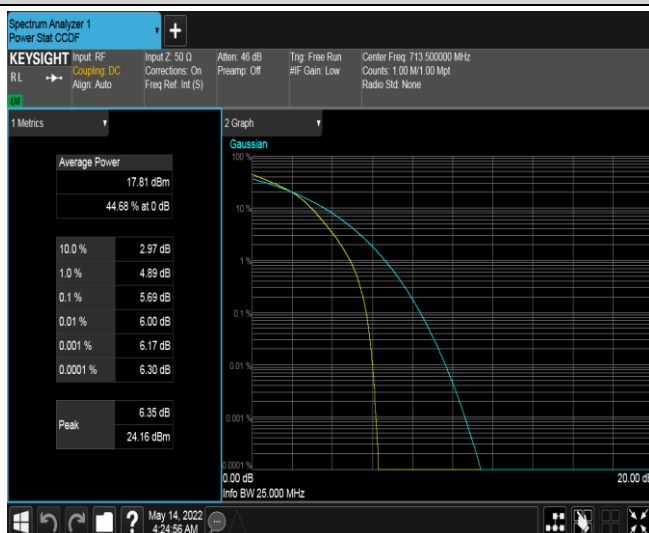 Spectrum Analyzer 1
Power Stat CCDF
+
KEYSIGHT Input: RF Input Z: 50 Ω Atten: 46 dB Trig: Free Run Center Freq: 713.500000 MHz
RL Coupling: DC Corrections: On Preamp: Off #IF Gain: Low Counts: 1.00 M/1.00 Mpt
Align: Auto Freq Ref: Int (S) Radio Std: None
1 Metrics
Average Power
17.81 dBm
44.68 % at 0 dB
10.0 % 2.97 dB
1.0 % 4.89 dB
0.1 % 5.69 dB
0.01 % 6.00 dB
0.001 % 6.17 dB
0.0001 % 6.30 dB
Peak 6.35 dB
24.16 dBm
2 Graph
Gaussian
100 %
10 %
1 %
0.1 %
0.01 %
0.001 %
0.0001 %
0.00 dB 20.00 d
Info BW 25.000 MHz
? May 14, 2022
4:24:56 AM